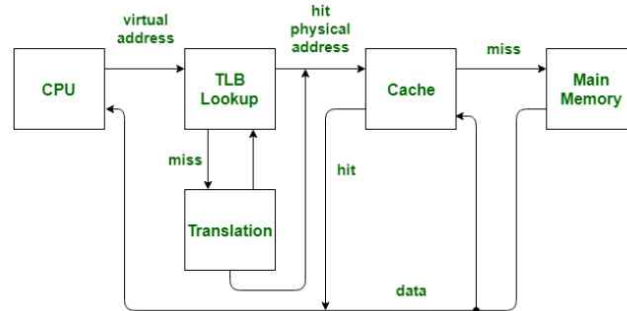 virtual
address
hit
physical
address
miss
CPU
TLB
Lookup
Cache
Main
Memory
miss
hit
Translation
data